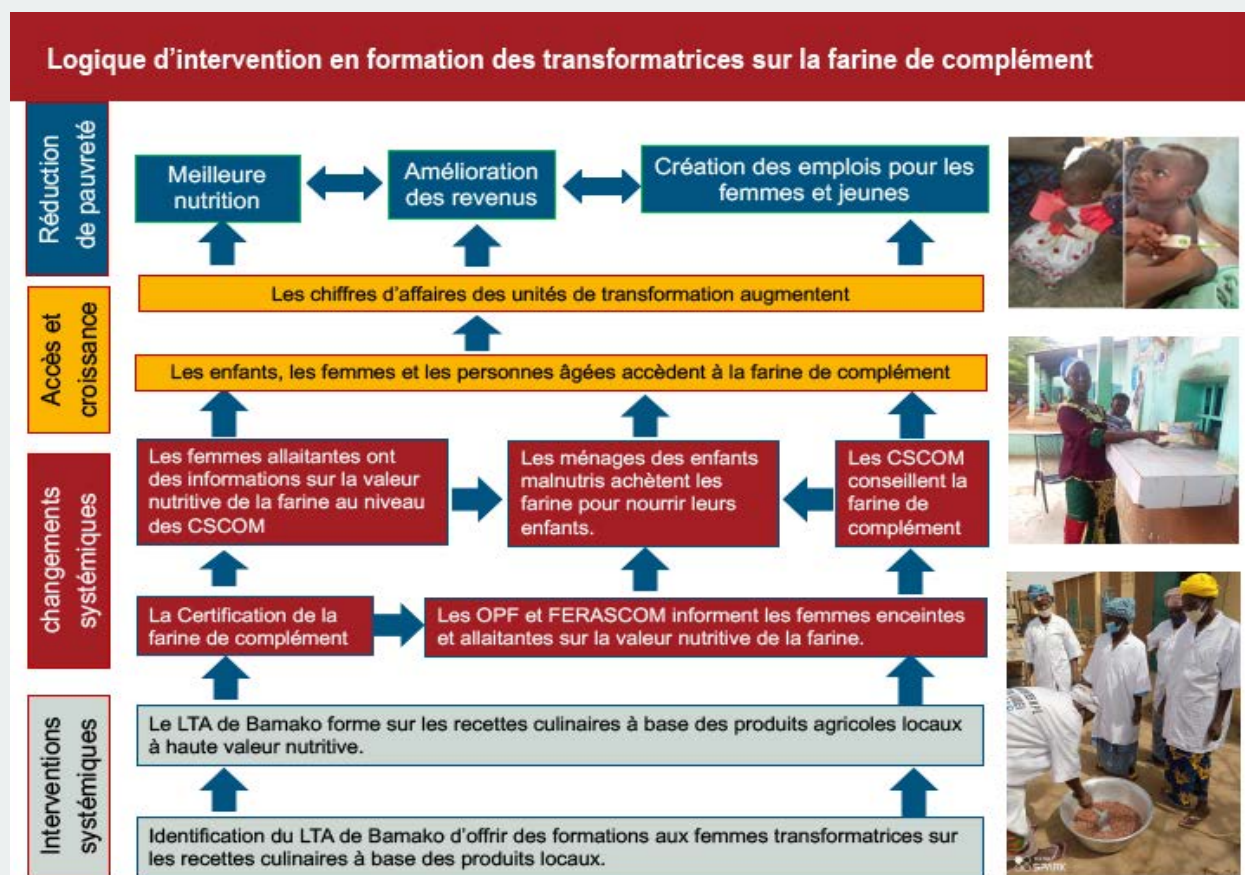 Logique d'intervention en formation des transformatrices sur la farine de complément
Réduction
de pauvreté
Meilleure
nutrition
Amélioration
des revenus
Création des emplois pour les
femmes et jeunes
Accès et
croissance
Les chiffres d'affaires des unités de transformation augmentent
Les enfants, les femmes et les personnes âgées accèdent à la farine de complément
changements
systémiques
Les femmes allaitantes ont
des informations sur la valeur
nutritive de la farine au niveau
des CSCOM
Les ménages des enfants
malnutris achètent les
farine pour nourrir leurs
enfants.
Les CSCOM
conseillent la
farine de
complément
La Certification de la
farine de complément
Les OPF et FERASCOM informent les femmes enceintes
et allaitantes sur la valeur nutritive de la farine.
Interventions
systémiques
Le LTA de Bamako forme sur les recettes culinaires à base des produits agricoles locaux
à haute valeur nutritive.
Identification du LTA de Bamako d'offrir des formations aux femmes transformatrices sur
les recettes culinaires à base des produits locaux.
SPARK